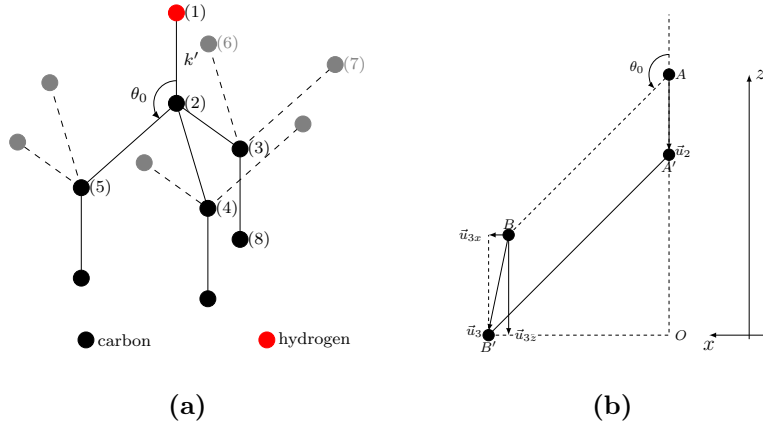 (1)
(6)
k′
(7)
θ₀
(2)
(3)
(5)
(4)
(8)
carbon
hydrogen
(a)
θ₀
A
z
u⃗₂
A′
B
u⃗₃ₓ
u⃗₃
u⃗₃z
B′
O
x
(b)